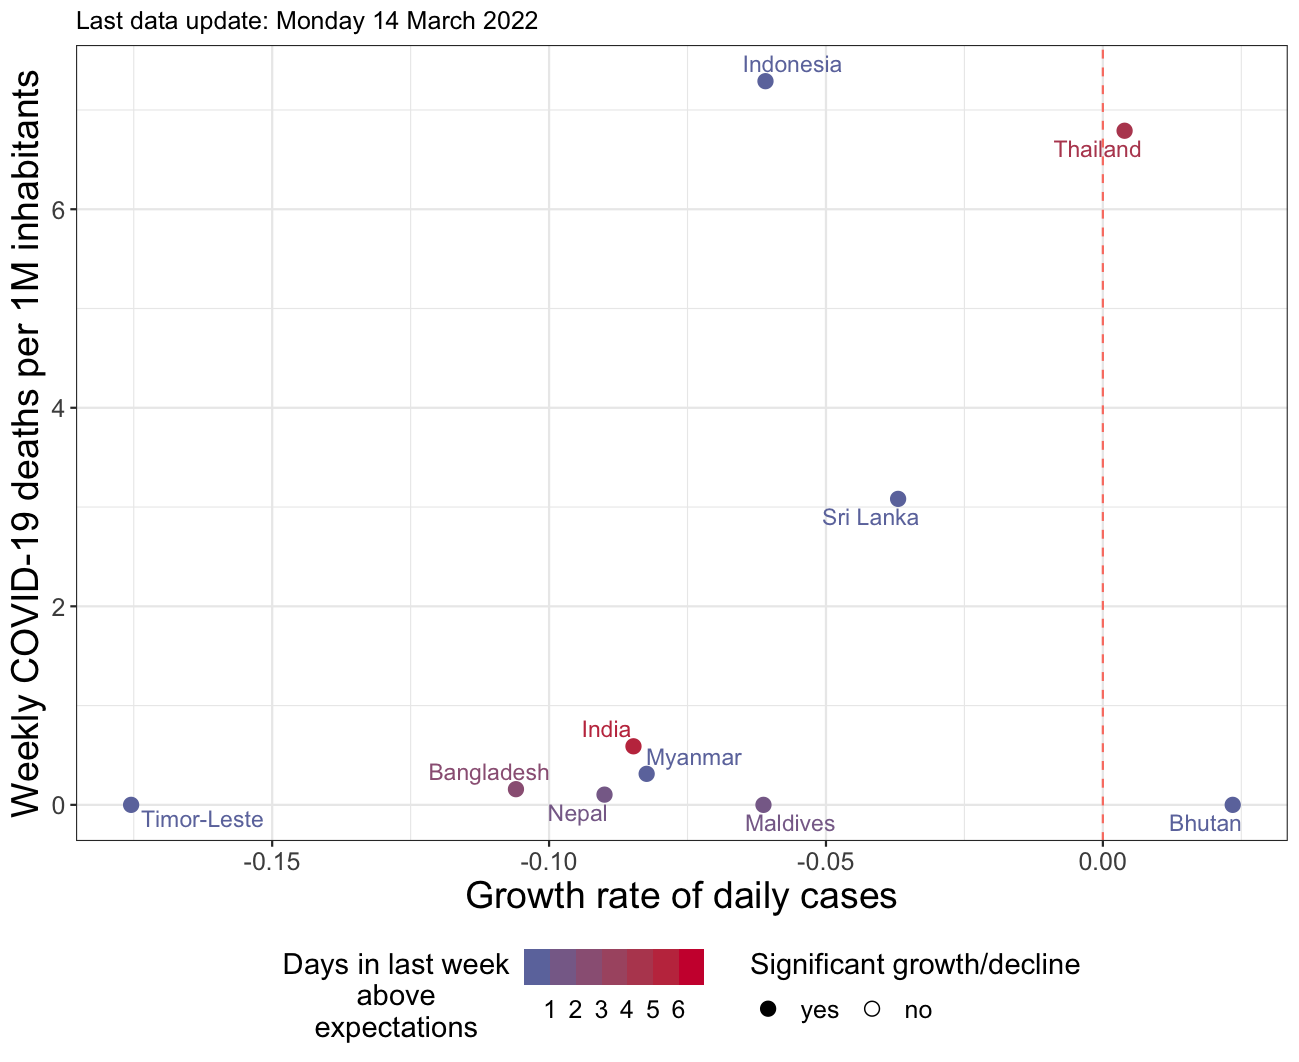 Last data update: Monday 14 March 2022
Weekly COVID-19 deaths per 1M inhabitants
6
4
2
0
Indonesia
Thailand
Sri Lanka
India
Myanmar
Bangladesh
Nepal
Maldives
Timor-Leste
Bhutan
-0.15 -0.10 -0.05 0.00
Growth rate of daily cases
Days in last week
above
expectations
1 2 3 4 5 6
Significant growth/decline
yes no